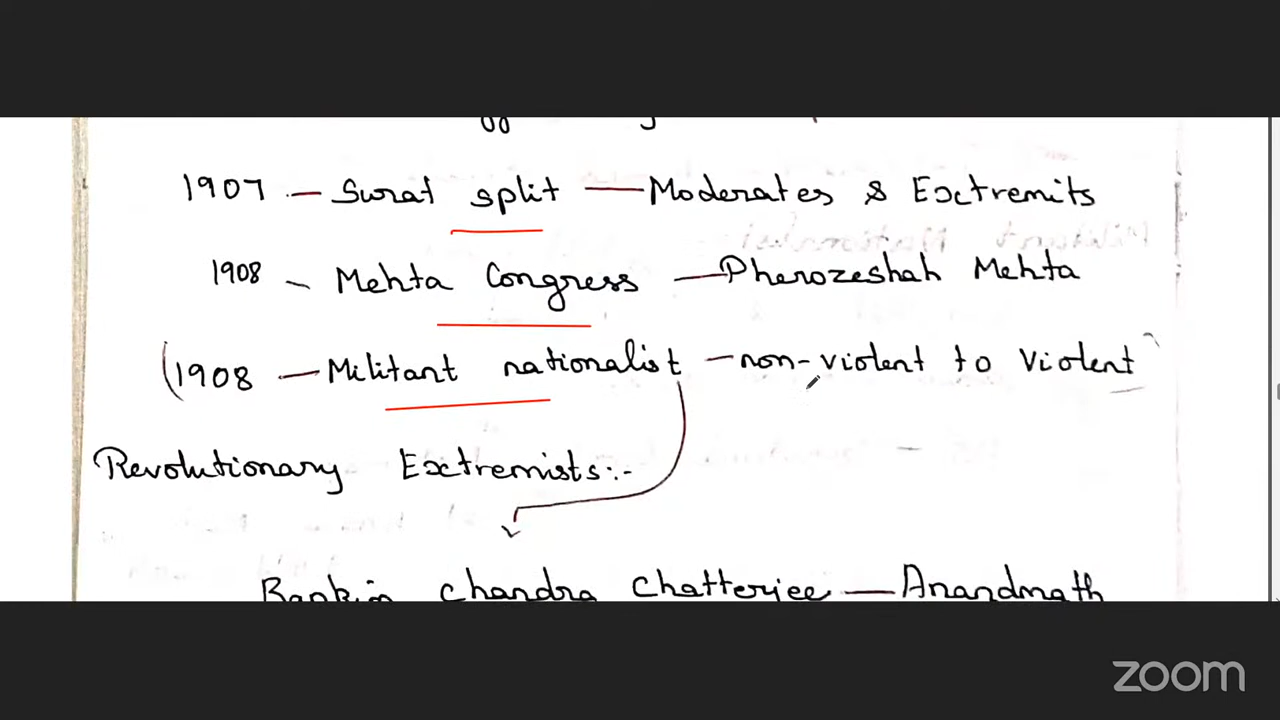 1907 — Surat split — Moderates & Extremits
1908 - Mehta Congress — Pherozeshah Mehta
(1908 — Militant nationalist — non-violent to violent
Revolutionary Extremists:-
Bankim chandra Chatterjee — Anandmath
zoom